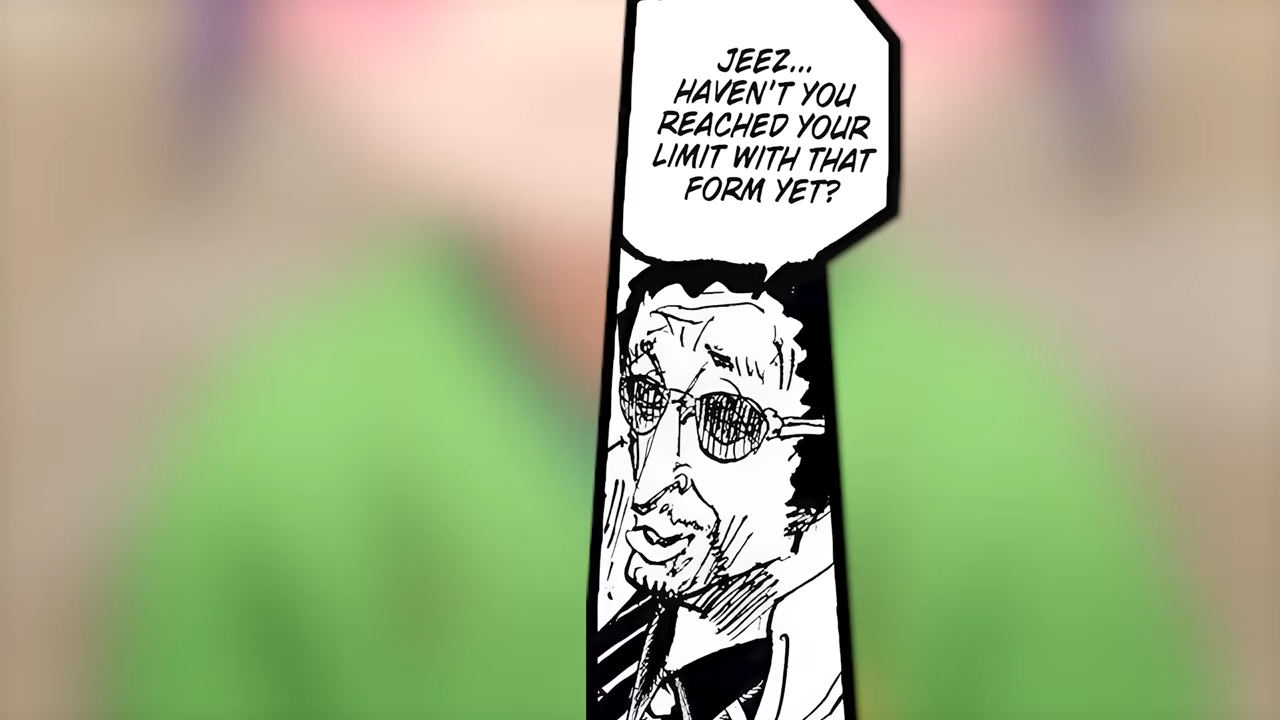 JEEZ...
HAVEN'T YOU
REACHED YOUR
LIMIT WITH THAT
FORM YET?